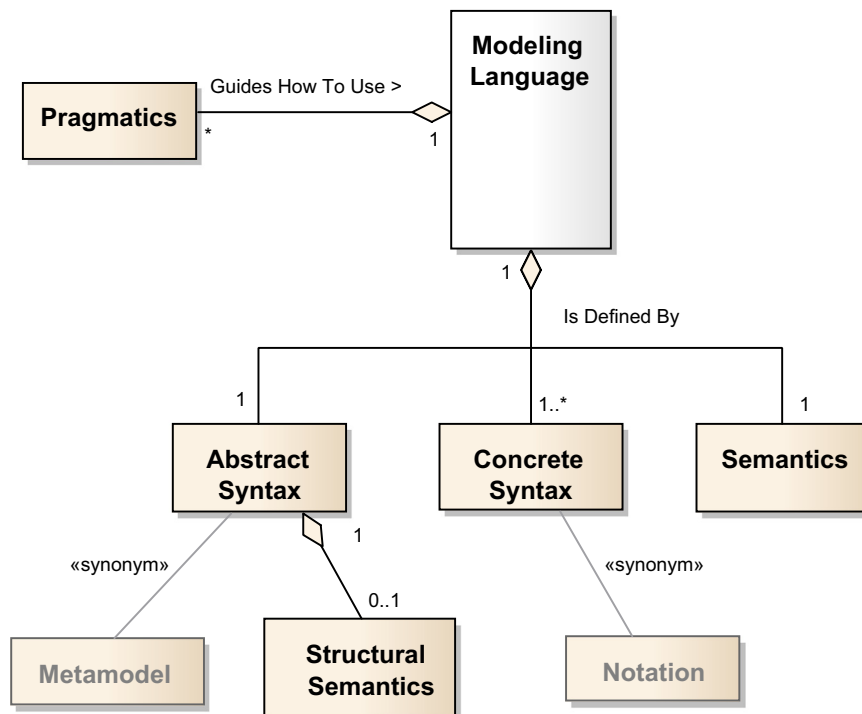 Modeling
Language
Guides How To Use >
Pragmatics
*
1
1
Is Defined By
1
1..*
1
Abstract
Syntax
Concrete
Syntax
Semantics
1
«synonym»
«synonym»
0..1
Metamodel
Structural
Semantics
Notation